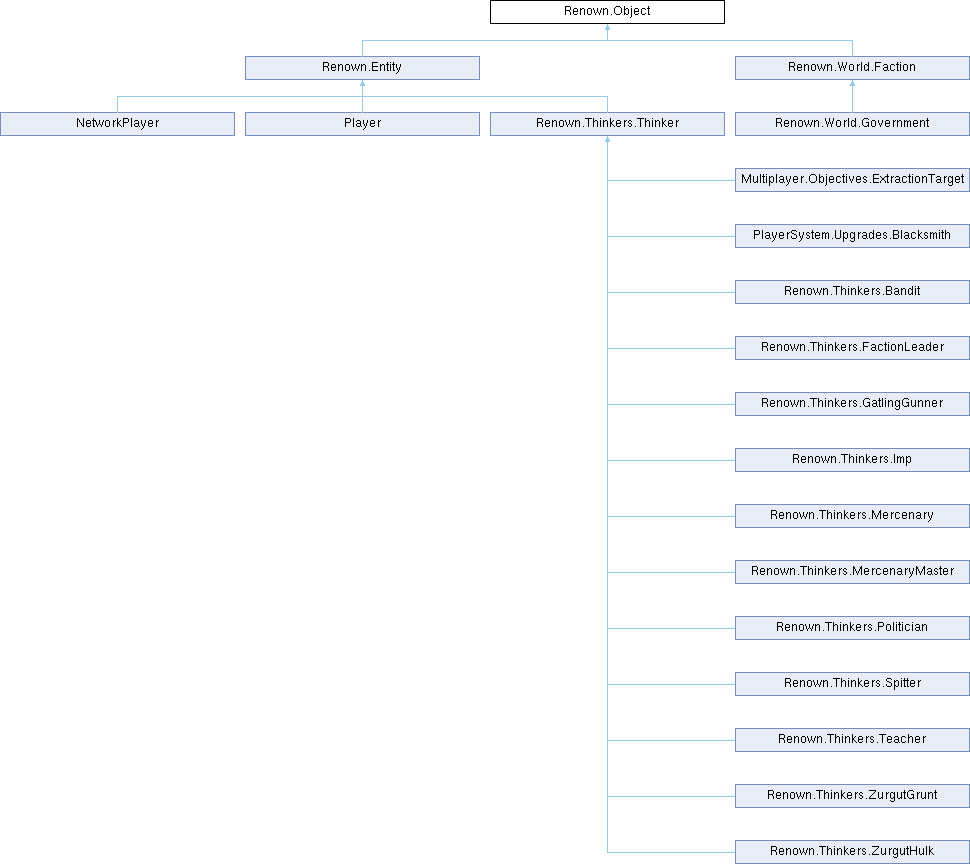 Renown.Object
Renown.Entity
Renown.World.Faction
NetworkPlayer
Player
Renown.Thinkers.Thinker
Renown.World.Government
Multiplayer.Objectives.ExtractionTarget
PlayerSystem.Upgrades.Blacksmith
Renown.Thinkers.Bandit
Renown.Thinkers.FactionLeader
Renown.Thinkers.GatlingGunner
Renown.Thinkers.Imp
Renown.Thinkers.Mercenary
Renown.Thinkers.MercenaryMaster
Renown.Thinkers.Politician
Renown.Thinkers.Spitter
Renown.Thinkers.Teacher
Renown.Thinkers.ZurgutGrunt
Renown.Thinkers.ZurgutHulk